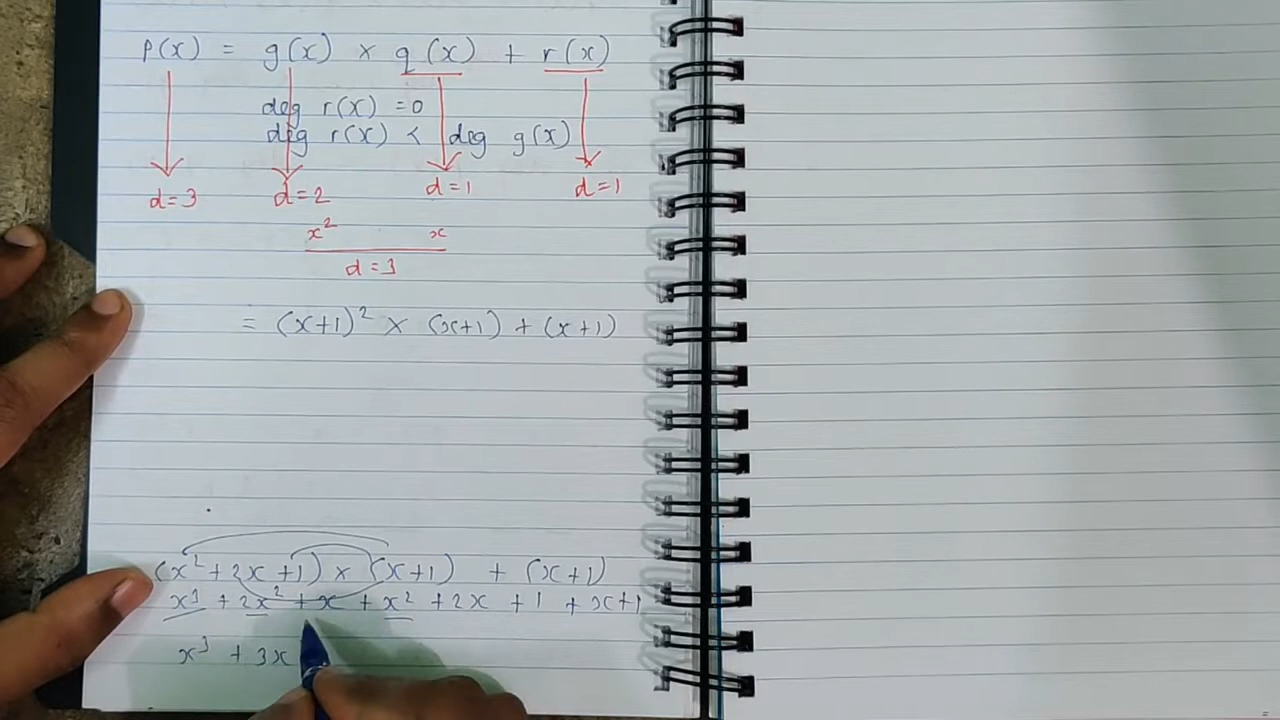 p(x) = g(x) × q(x) + r(x)
deg r(x) = 0
deg r(x) < deg g(x)
d=3 d=2 d=1 d=1
x² x
d=3
= (x+1)² × (x+1) + (x+1)
(x²+2x+1) × (x+1) + (x+1)
x³ + 2x² + x + x² + 2x + 1 + x+1
x³ + 3x